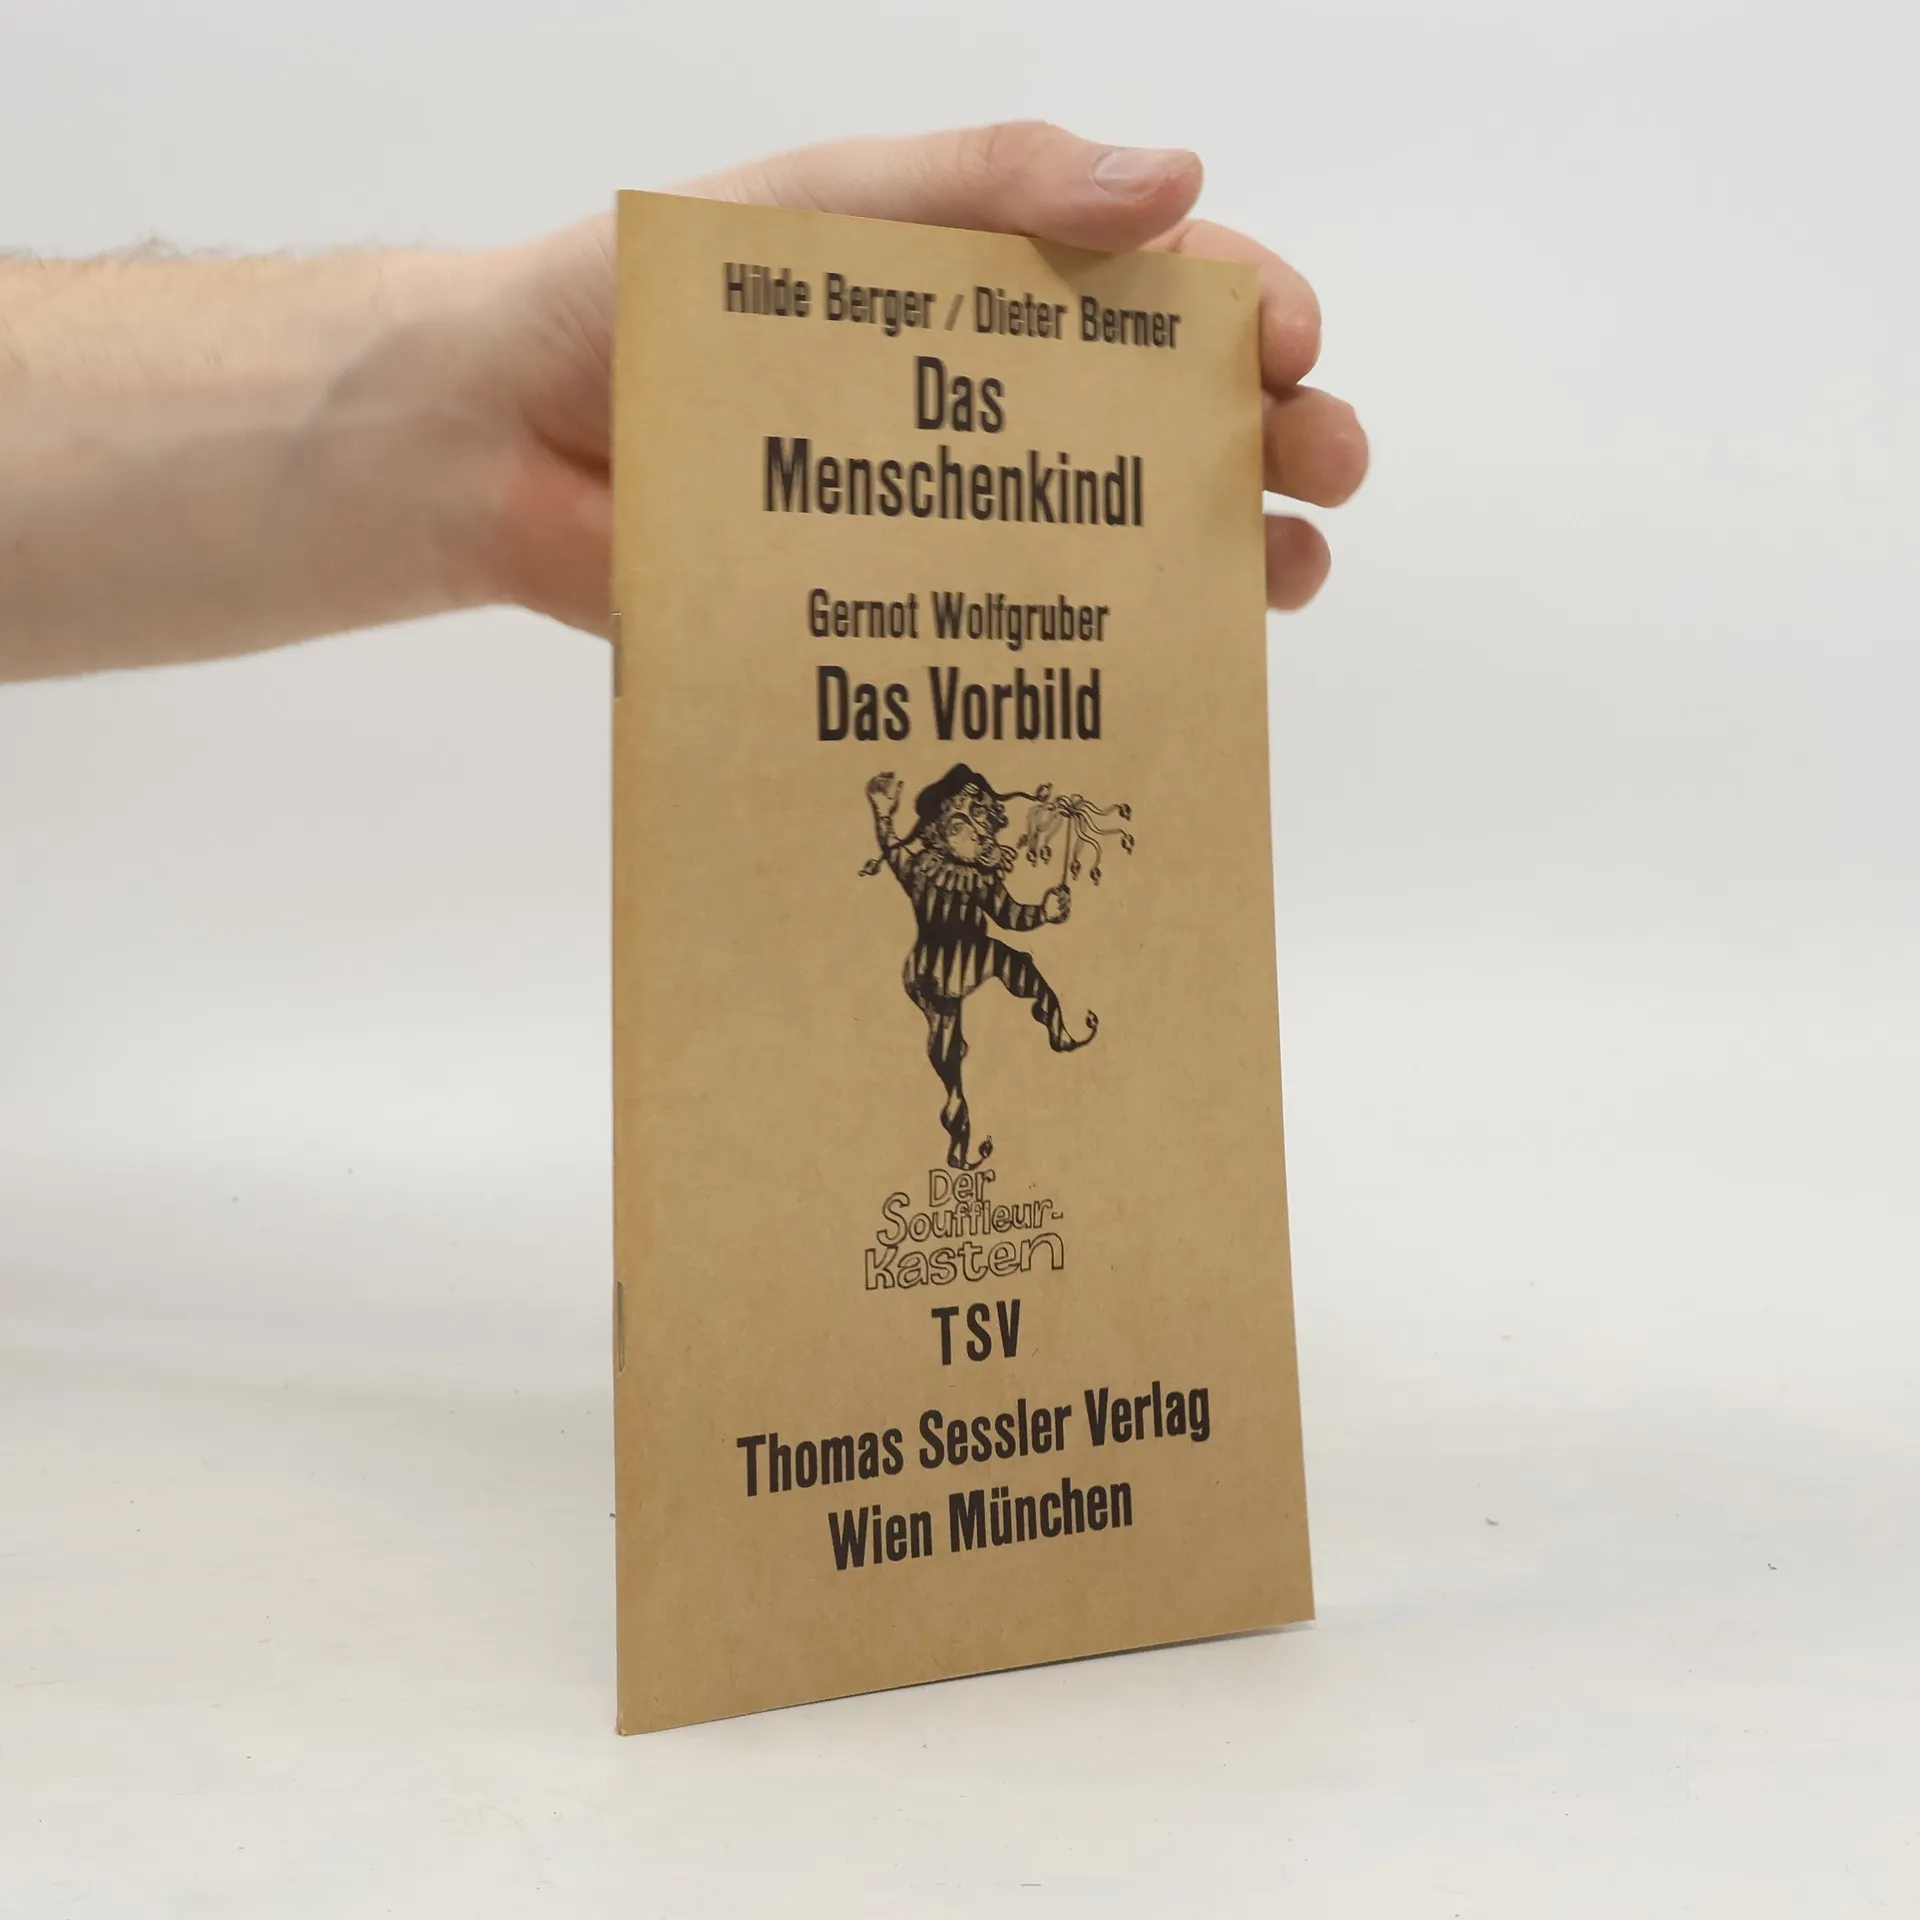 Hilde Berger / Dieter Berner
Das
Menschenkindl
Gernot Wolfgruber
Das Vorbild
Der
Souffleur-
Kasten
TSV
Thomas Sessler Verlag
Wien München